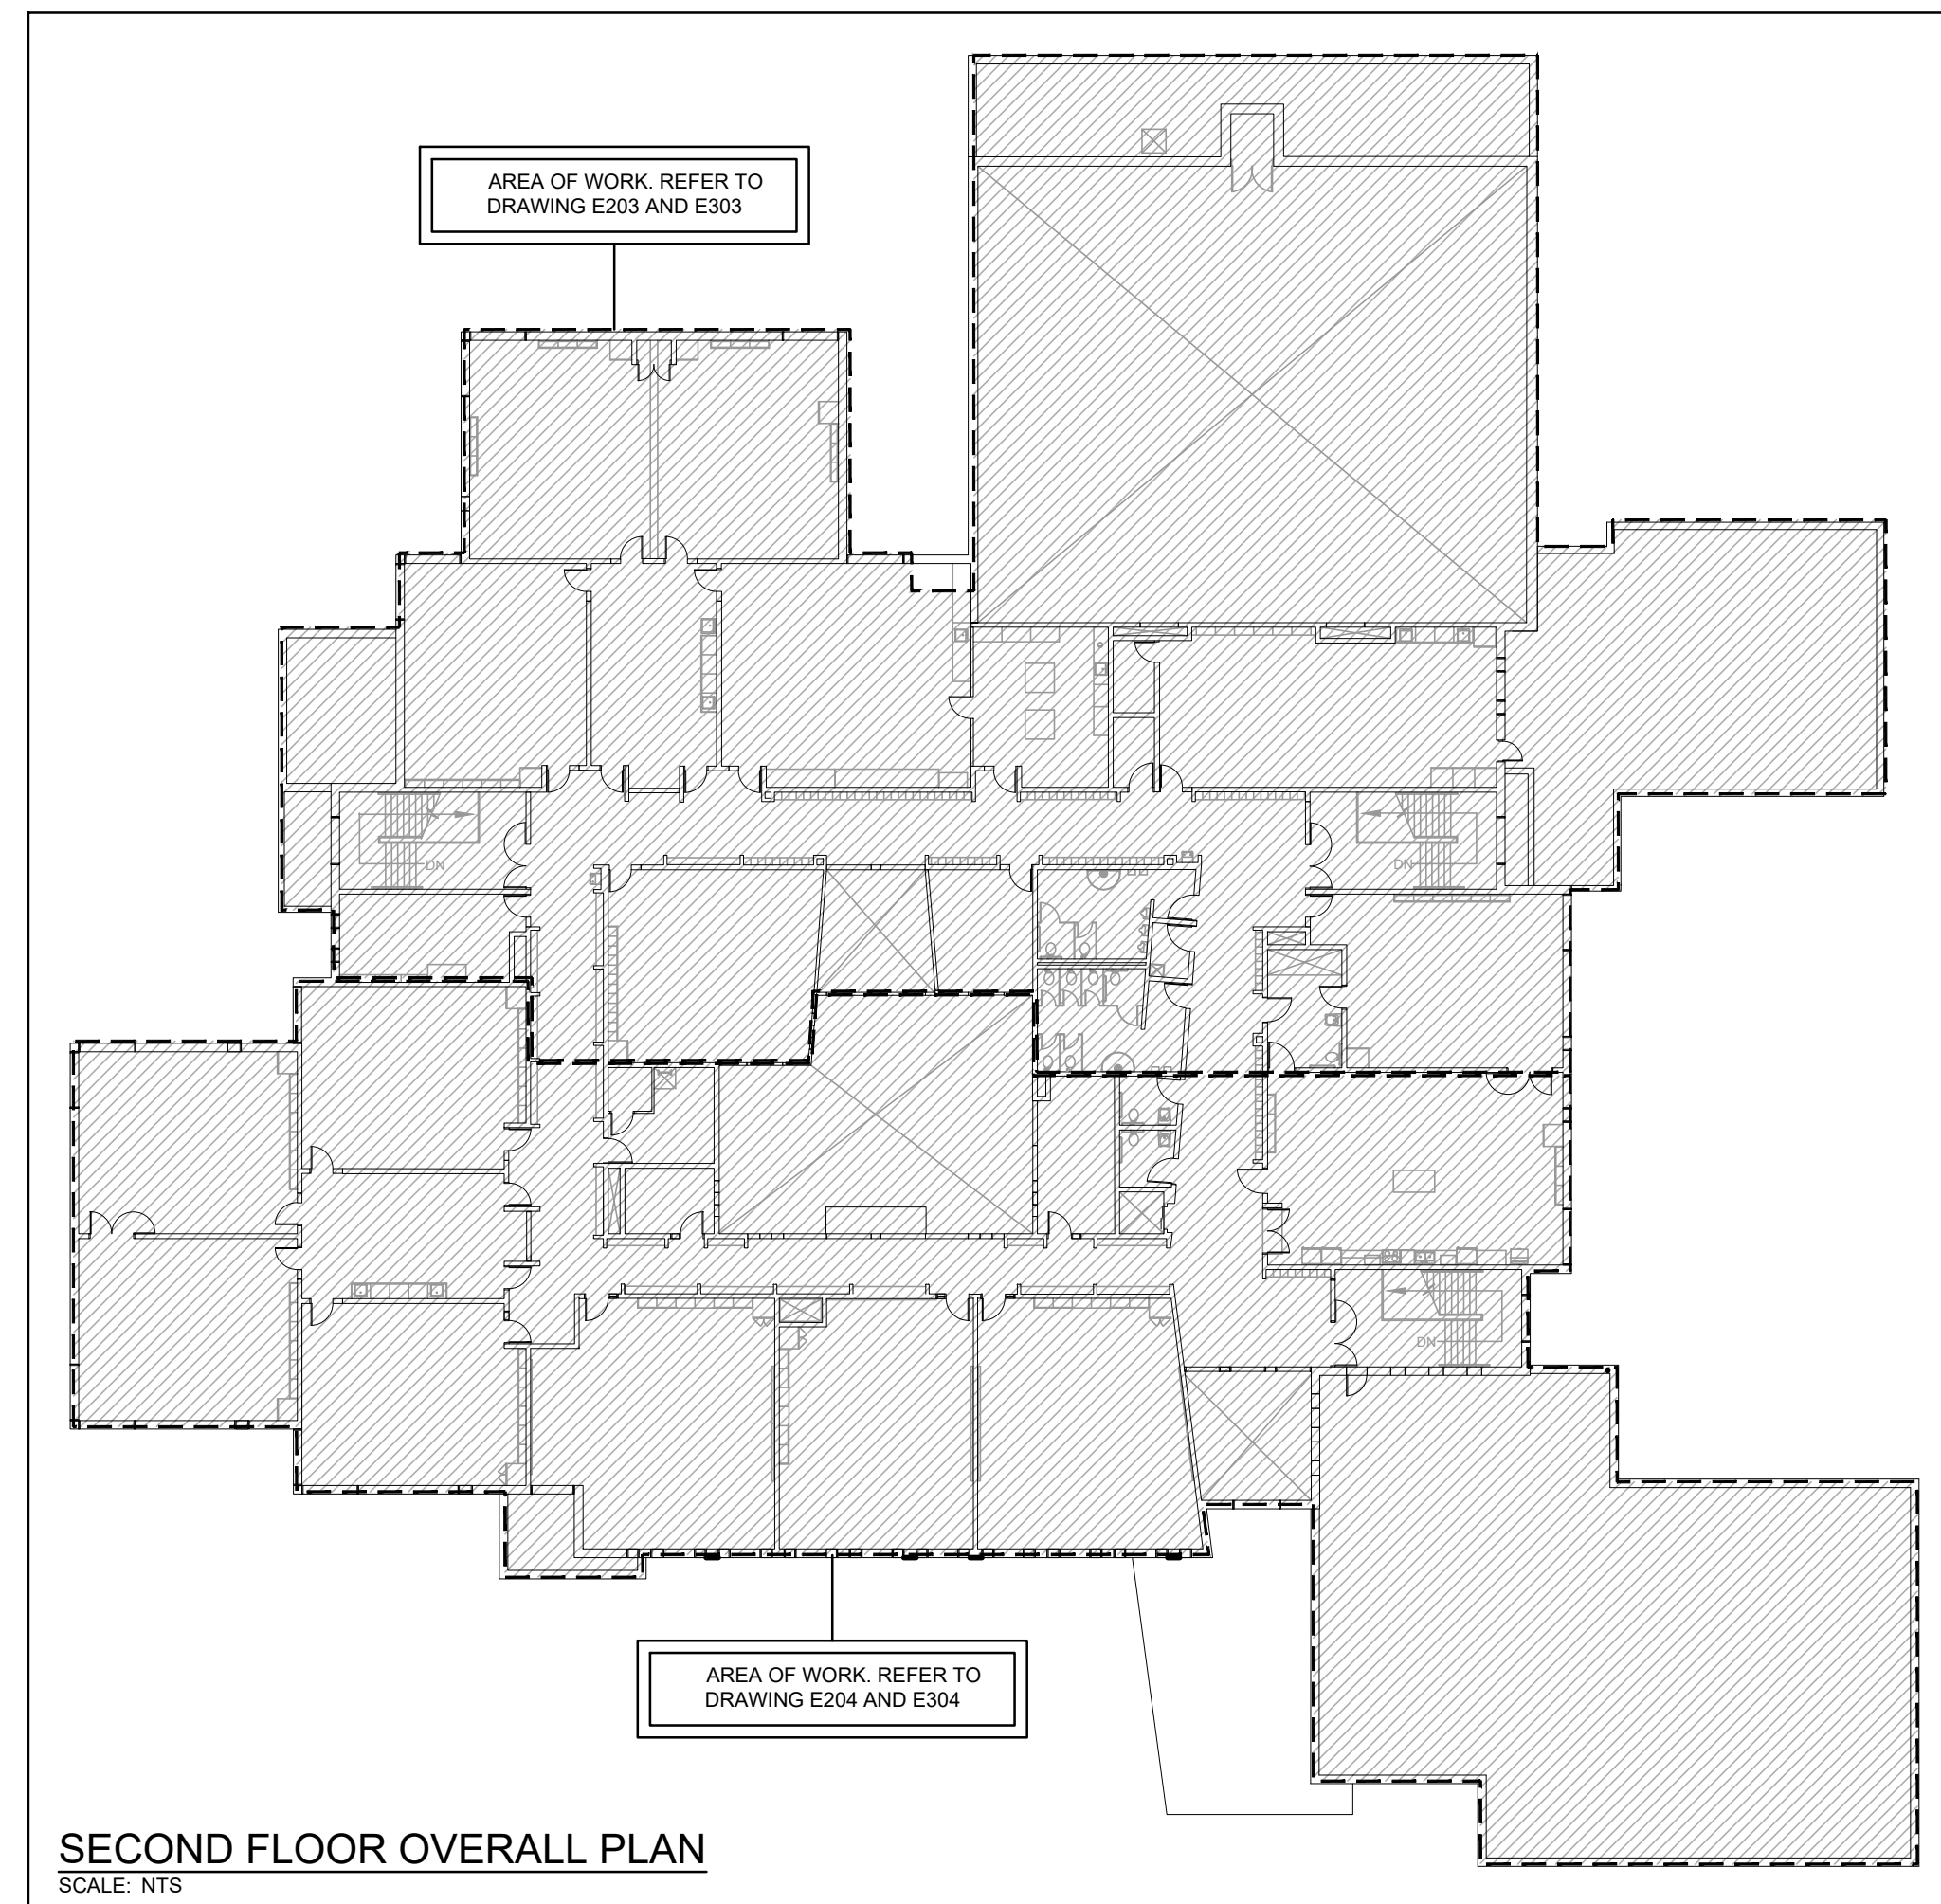 AREA OF WORK. REFER TO
DRAWING E203 AND E303
DN
DN
DN
AREA OF WORK. REFER TO
DRAWING E204 AND E304
SECOND FLOOR OVERALL PLAN
SCALE: NTS